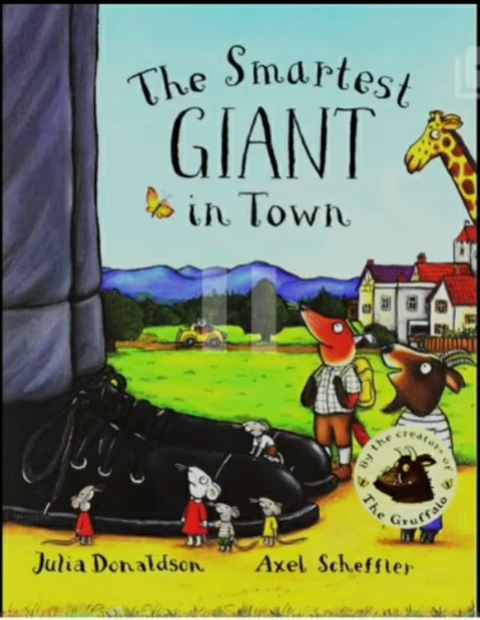 The Smartest
GIANT
in Town
By the creators of
The Gruffalo
Julia Donaldson
Axel Scheffler